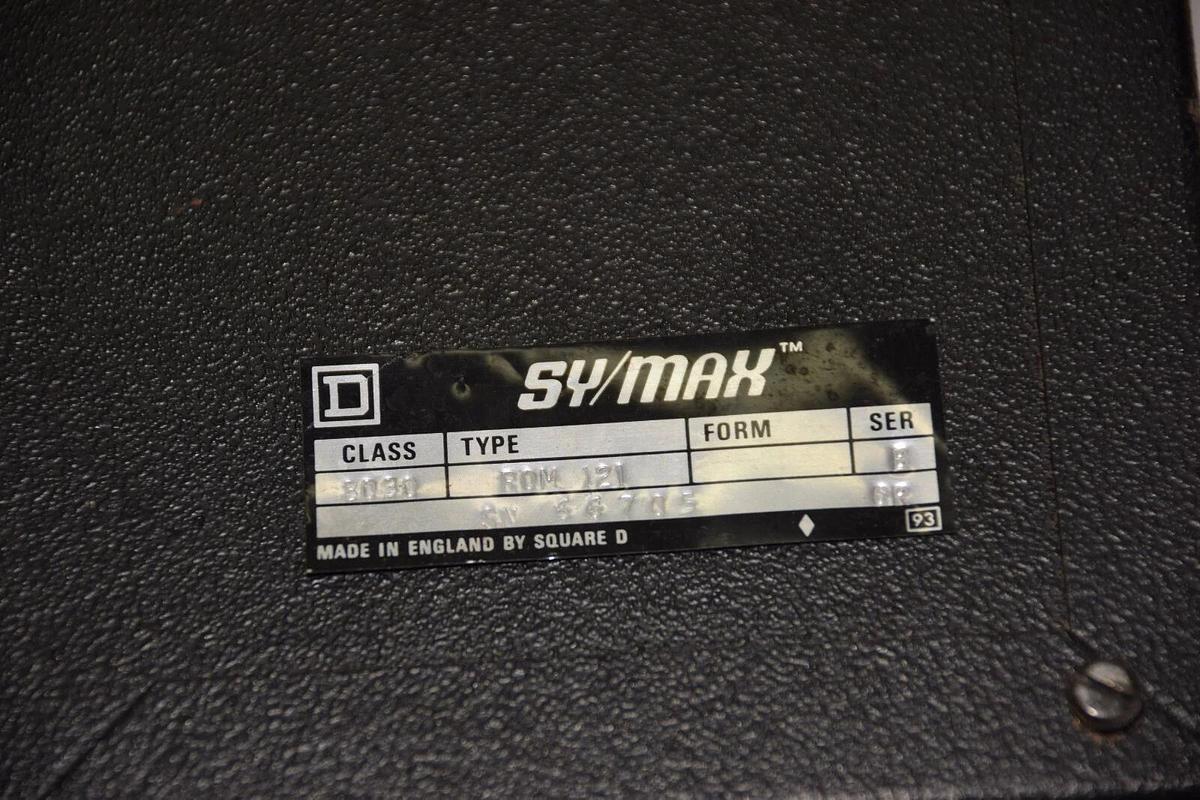 D SY/MAX™
CLASS TYPE FORM SER
8030 ROM 121 B
MADE IN ENGLAND BY SQUARE D 93